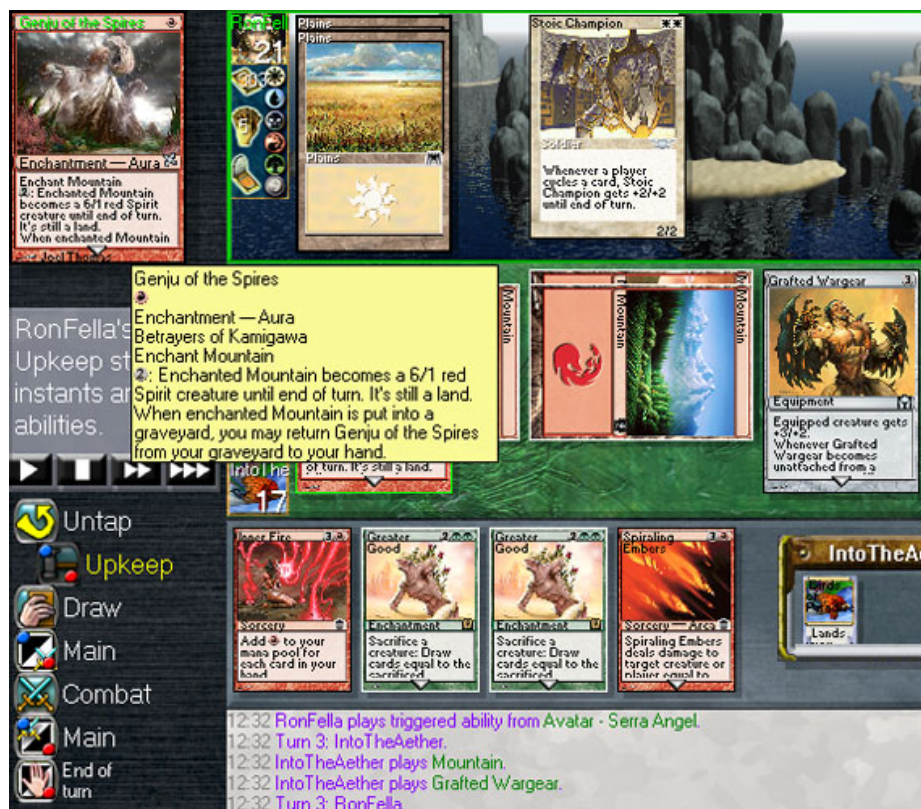 Genju of the Spires
Enchantment — Aura
Enchant Mountain
2: Enchanted Mountain
becomes a 6/1 red Spirit
creature until end of turn.
It's still a land.
When enchanted Mountain
RonFell
21
5
Plains
Plains
Plains
Stoic Champion
Soldier
Whenever a player
cycles a card, Stoic
Champion gets +2/+2
until end of turn.
2/2
Genju of the Spires
Enchantment — Aura
Betrayers of Kamigawa
Enchant Mountain
2: Enchanted Mountain becomes a 6/1 red
Spirit creature until end of turn. It's still a land.
When enchanted Mountain is put into a
graveyard, you may return Genju of the Spires
from your graveyard to your hand.
RonFella's
Upkeep st
instants ar
abilities.
Mountain
Mountain
Mountain
Grafted Wargear 3
Equipment
Equipped creature gets
+3/+2.
Whenever Grafted
Wargear becomes
unattached from a
IntoThe
17
of turn. It's still a land.
Untap
Upkeep
Draw
Main
Combat
Main
End of
turn
Inner Fire 3
Sorcery
Add to your
mana pool for
each card in your
hand.
Greater
Good 2
Enchantment
Sacrifice a
creature: Draw
cards equal to the
sacrificed
Greater
Good 2
Enchantment
Sacrifice a
creature: Draw
cards equal to the
sacrificed
Spiraling
Embers 3
Sorcery — Arca
Spiraling Embers
deals damage to
target creature or
player equal to
IntoTheAe
Birds
Lands
12:32 RonFella plays triggered ability from Avatar - Serra Angel.
12:32 Turn 3: IntoTheAether.
12:32 IntoTheAether plays Mountain.
12:32 IntoTheAether plays Grafted Wargear.
12:32 Turn 3: RonFella.